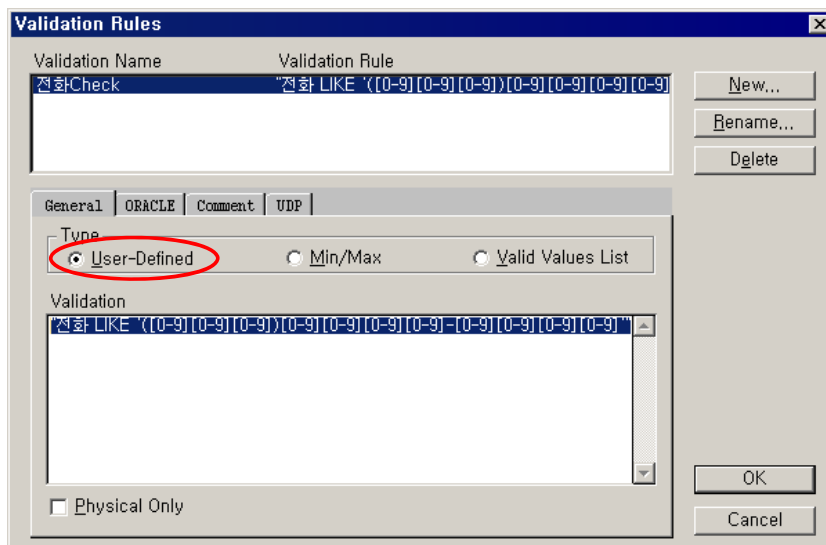 Validation Rules
Validation Name Validation Rule
전화Check "전화 LIKE '([0-9][0-9][0-9])[0-9][0-9][0-9][0-9]
New...
Rename...
Delete
General ORACLE Comment UDP
Type
User-Defined Min/Max Valid Values List
Validation
"전화 LIKE '([0-9][0-9][0-9])[0-9][0-9][0-9][0-9]-[0-9][0-9][0-9][0-9]'"
Physical Only
OK
Cancel